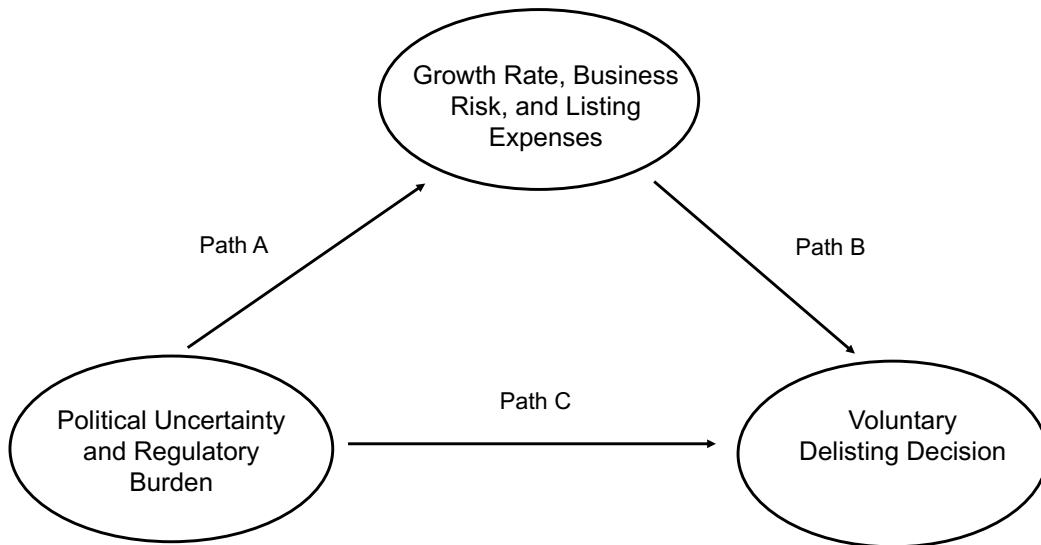 Growth Rate, Business
Risk, and Listing
Expenses
Path A
Path B
Path C
Political Uncertainty
and Regulatory
Burden
Voluntary
Delisting Decision